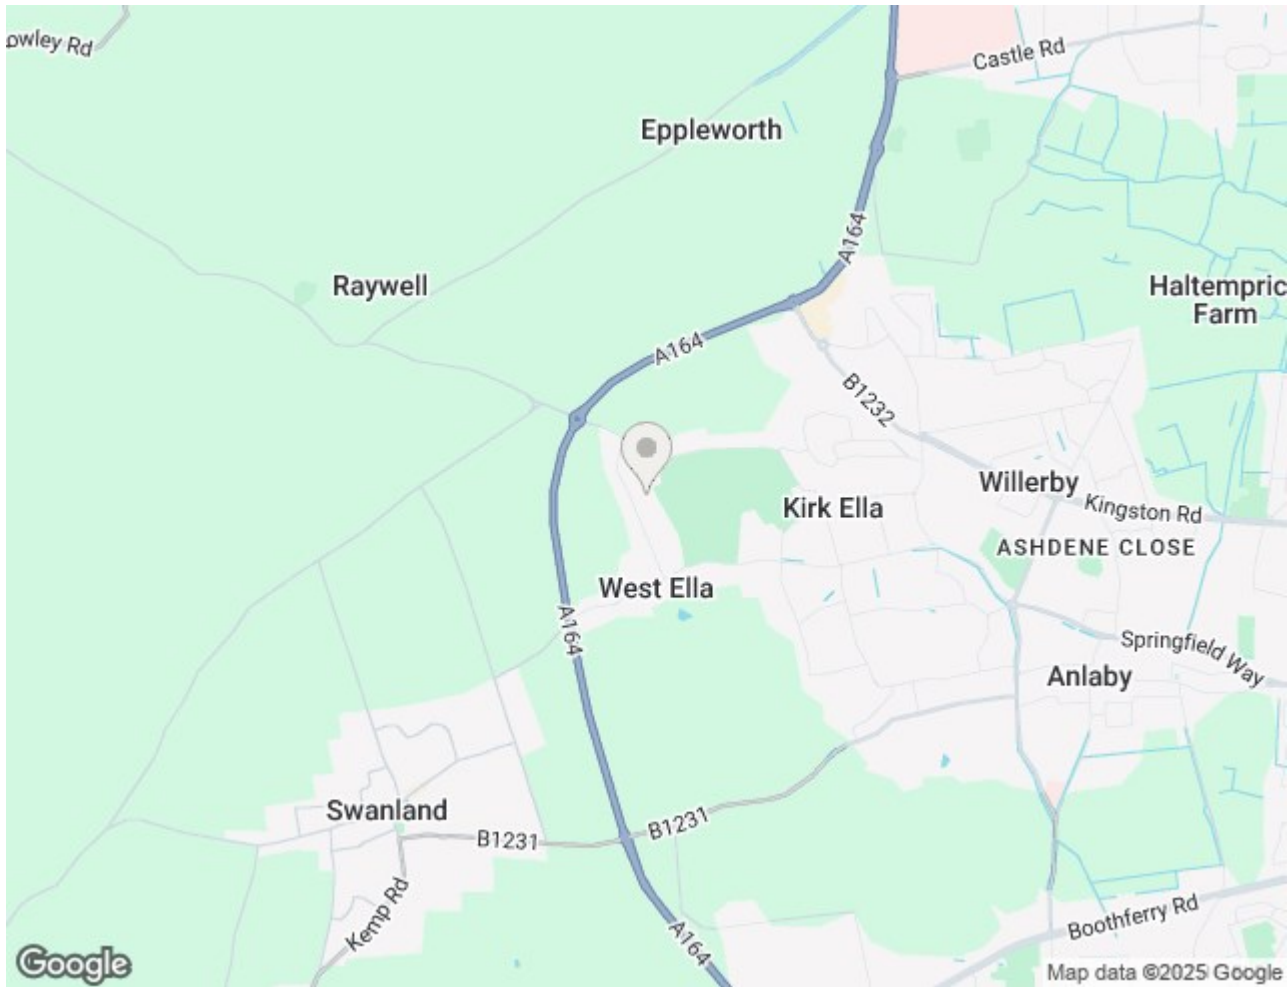 owley Rd
Castle Rd
Eppleworth
A164
Raywell
Haltempric
Farm
A164
B1232
Willerby
Kirk Ella
Kingston Rd
ASHDENE CLOSE
West Ella
A164
Springfield Way
Anlaby
Swanland
B1231
B1231
Kemp Rd
Boothferry Rd
A164
Google
Map data ©2025 Google